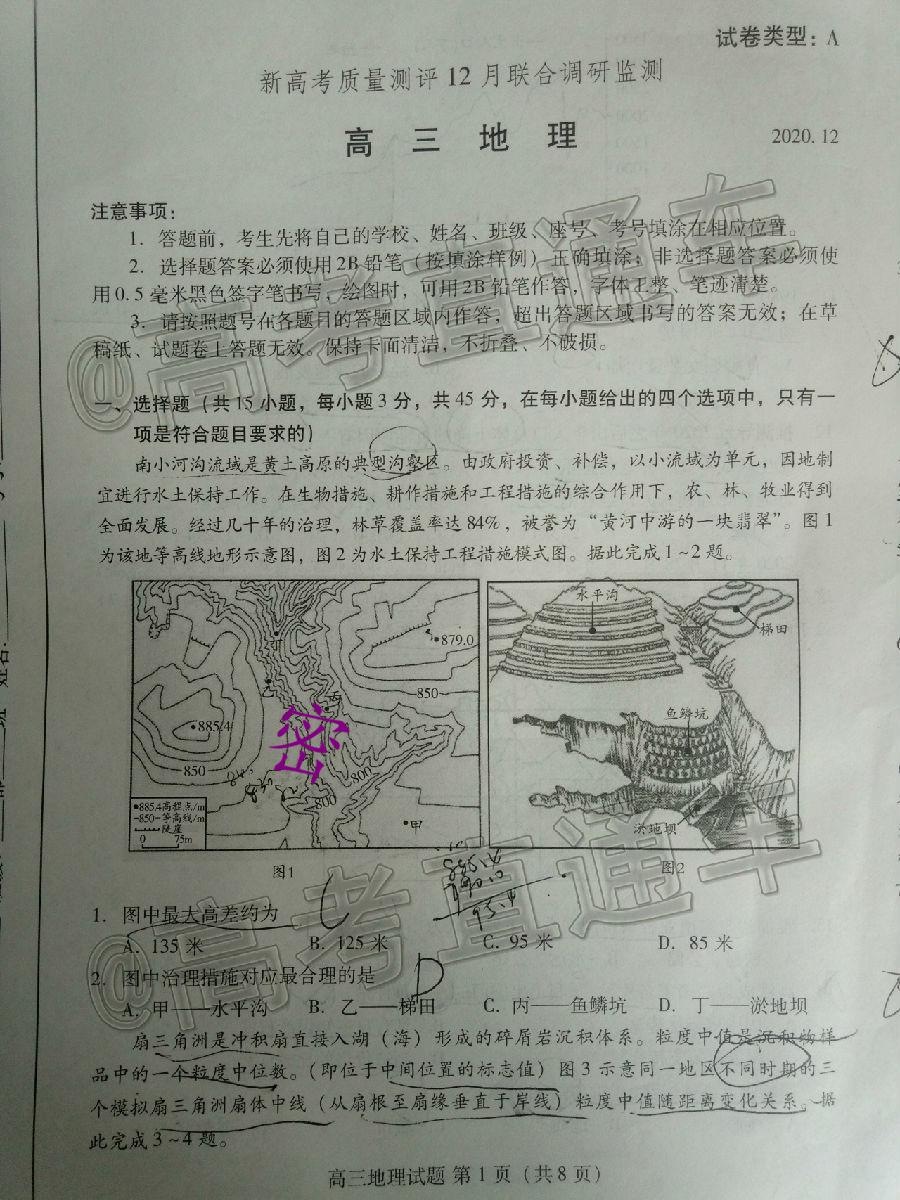 试卷类型：A
新高考质量测评12月联合调研监测
高三地理
2020.12
注意事项：
1．答题前，考生先将自己的学校、姓名、班级、座号、考号填涂在相应位置。
2．选择题答案必须使用2B铅笔（按填涂样例）正确填涂；非选择题答案必须使
用0.5毫米黑色签字笔书写，绘图时，可用2B铅笔作答，字体工整、笔迹清楚。
3．请按照题号在各题目的答题区域内作答，超出答题区域书写的答案无效；在草
稿纸、试题卷上答题无效。保持卡面清洁，不折叠、不破损。
一、选择题（共15小题，每小题3分，共45分，在每小题给出的四个选项中，只有一
项是符合题目要求的）
南小河沟流域是黄土高原的典型沟壑区。由政府投资、补偿，以小流域为单元，因地制
宜进行水土保持工作。在生物措施、耕作措施和工程措施的综合作用下，农、林、牧业得到
全面发展。经过几十年的治理，林草覆盖率达84%，被誉为“黄河中游的一块翡翠”。图1
为该地等高线地形示意图，图2为水土保持工程措施模式图。据此完成1~2题。
879.0
850
乙
885.4
850
800
800
甲
密
•885.4高程点/m
-850-等高线/m
陡崖
0 75m
图1
水平沟
梯田
鱼鳞坑
淤地坝
图2
1．图中最大高差约为
A．135米 B．125米 C．95米 D．85米
2．图中治理措施对应最合理的是 D
A．甲——水平沟 B．乙——梯田 C．丙——鱼鳞坑 D．丁——淤地坝
扇三角洲是冲积扇直接入湖（海）形成的碎屑岩沉积体系。粒度中值是沉积物样
品中的一个粒度中位数。（即位于中间位置的标志值）图3示意同一地区不同时期的三
个模拟扇三角洲扇体中线（从扇根至扇缘垂直于岸线）粒度中值随距离变化关系。据
此完成3~4题。
高三地理试题 第1页（共8页）
@高考直通车
@高考直通车
姓名：
班